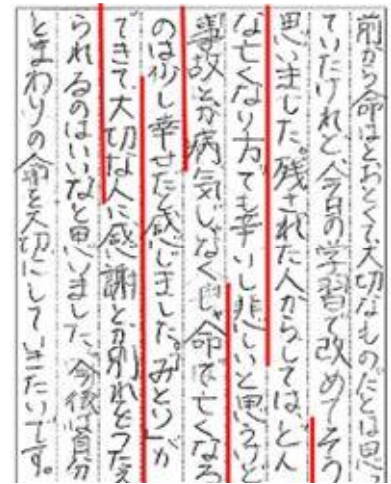 前から命はとおとくて大切なものだとは思っ
ていたけれど、今日の学習で改めてそう
思いました。残された人からしては、どん
な亡くなり方でも辛いし悲しいと思うけど
事故とか病気じゃなく、命で亡くなる
のは少し幸せだと感じました。「みとり」が
できて、大切な人に感謝とか別れをつたえ
られるのはいいなと思いました。今後は自分
とまわりの命を大切にしていきたいです。